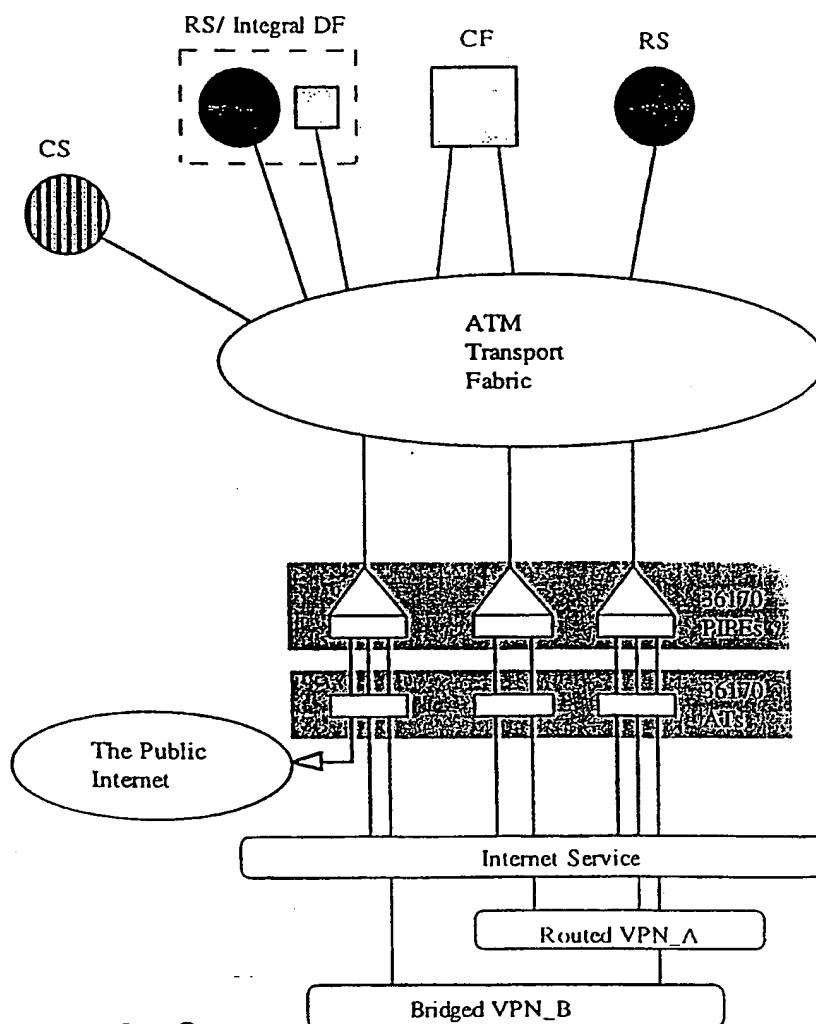 RS/ Integral DF
CF
RS
CS
ATM
Transport
Fabric
36170
PIPEs
36170
ATs
The Public
Internet
Internet Service
Routed VPN_A
Bridged VPN_B